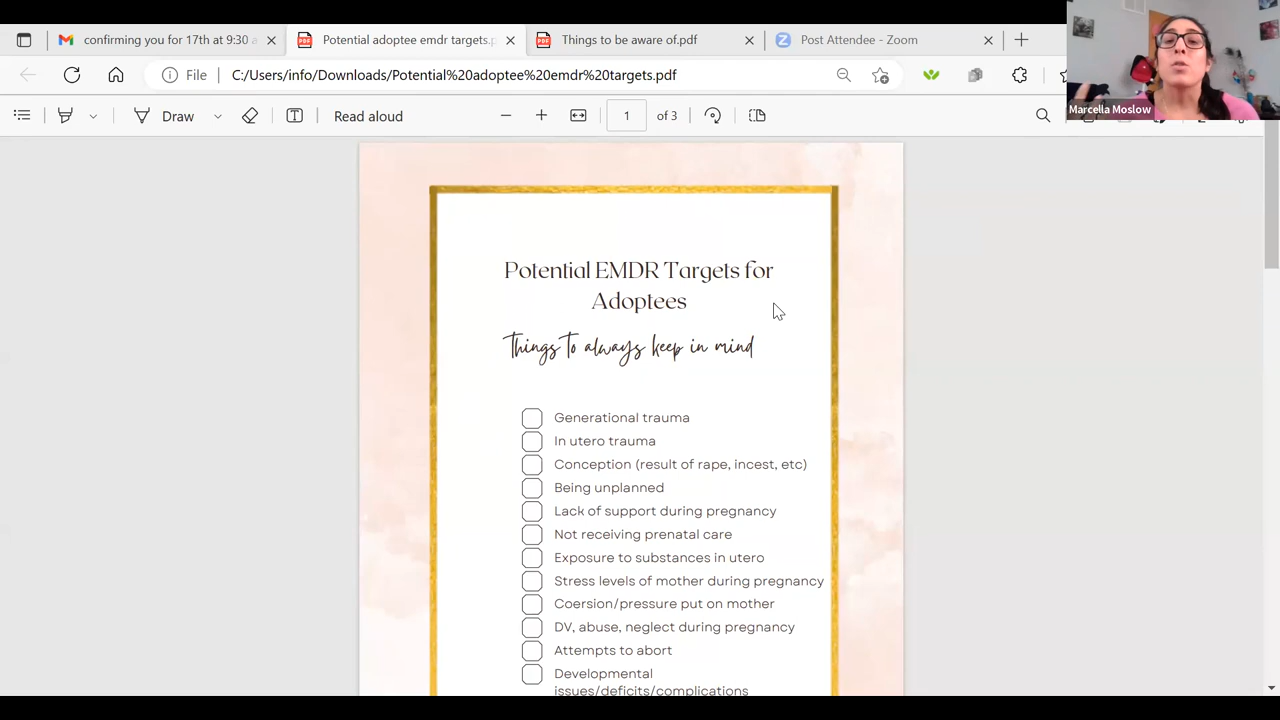 confirming you for 17th at 9:30 a
Potential adoptee emdr targets.p
Things to be aware of.pdf
Post Attendee - Zoom
File
C:/Users/info/Downloads/Potential%20adoptee%20emdr%20targets.pdf
Draw
Read aloud
1 of 3
Marcella Moslow
Potential EMDR Targets for
Adoptees
Things to always keep in mind
Generational trauma
In utero trauma
Conception (result of rape, incest, etc)
Being unplanned
Lack of support during pregnancy
Not receiving prenatal care
Exposure to substances in utero
Stress levels of mother during pregnancy
Coersion/pressure put on mother
DV, abuse, neglect during pregnancy
Attempts to abort
Developmental
issues/deficits/complications